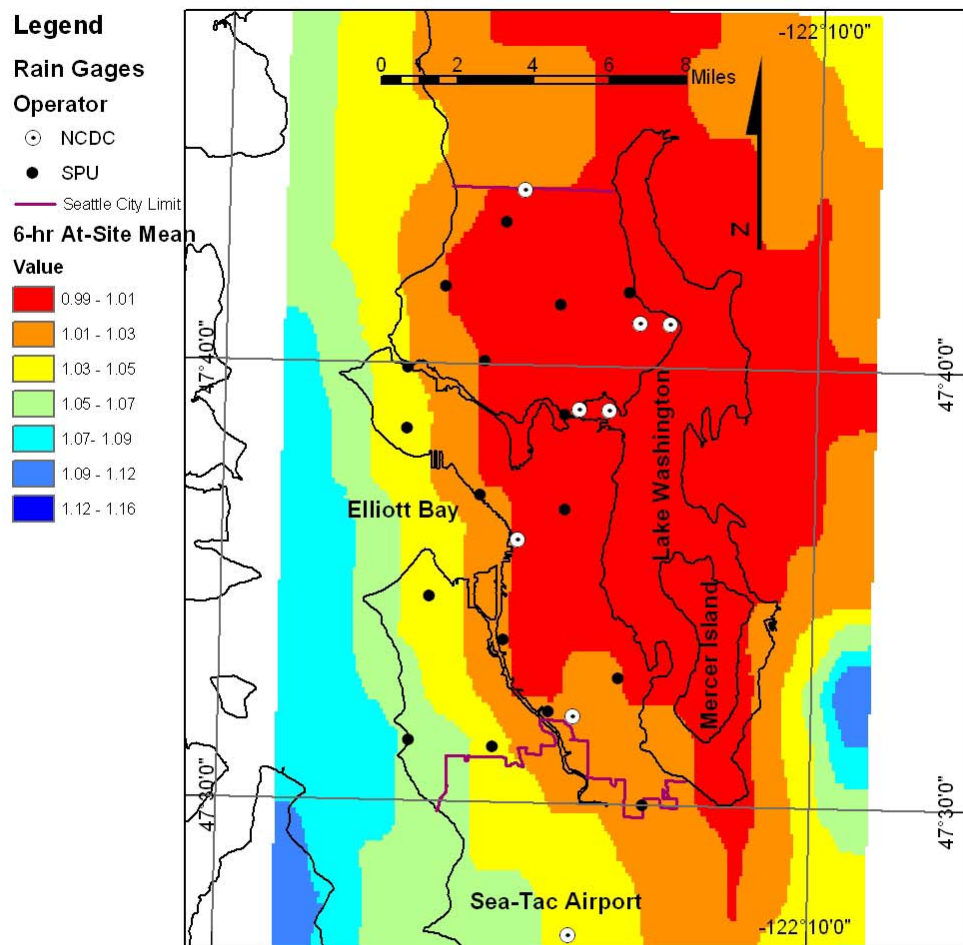 Legend
Rain Gages
Operator
NCDC
SPU
Seattle City Limit
6-hr At-Site Mean
Value
0.99 - 1.01
1.01 - 1.03
1.03 - 1.05
1.05 - 1.07
1.07- 1.09
1.09 - 1.12
1.12 - 1.16
-122°10'0"
0 2 4 6 8
Miles
N
47°40'0"
47°40'0"
Lake Washington
Elliott Bay
Mercer Island
47°30'0"
47°30'0"
Sea-Tac Airport
-122°10'0"